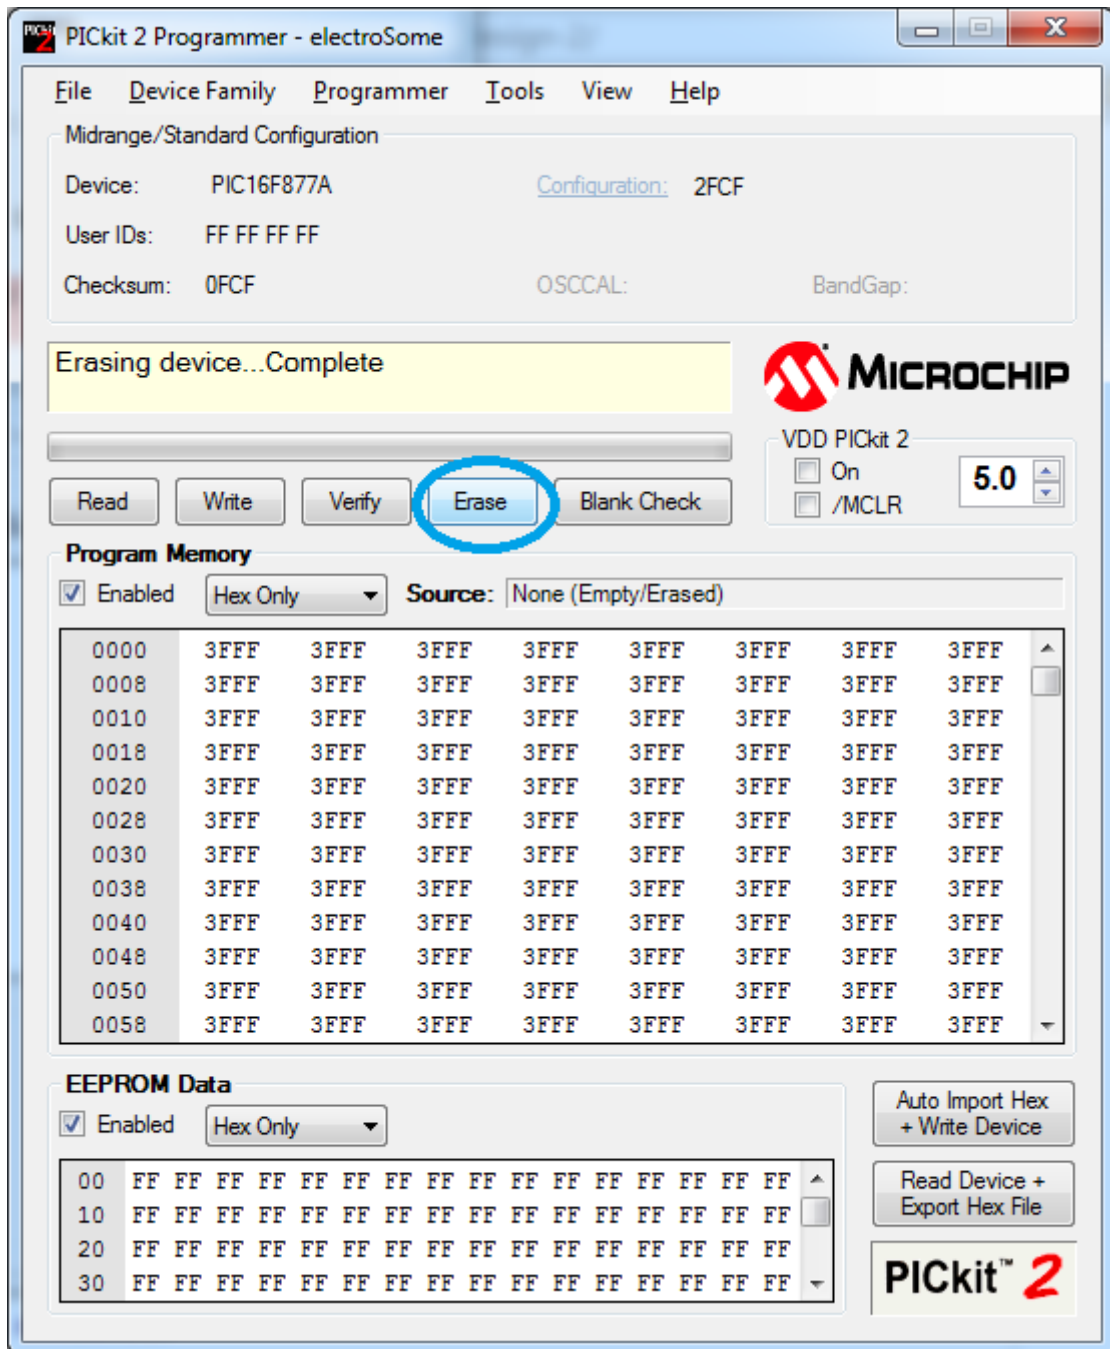 PICkit 2 Programmer - electroSome
File Device Family Programmer Tools View Help
Midrange/Standard Configuration
Device: PIC16F877A Configuration: 2FCF
User IDs: FF FF FF FF
Checksum: 0FCF OSCCAL: BandGap:
Erasing device...Complete
MICROCHIP
VDD PICkit 2
On
/MCLR
5.0
Read Write Verify Erase Blank Check
Program Memory
Enabled Hex Only Source: None (Empty/Erased)
0000 3FFF 3FFF 3FFF 3FFF 3FFF 3FFF 3FFF 3FFF
0008 3FFF 3FFF 3FFF 3FFF 3FFF 3FFF 3FFF 3FFF
0010 3FFF 3FFF 3FFF 3FFF 3FFF 3FFF 3FFF 3FFF
0018 3FFF 3FFF 3FFF 3FFF 3FFF 3FFF 3FFF 3FFF
0020 3FFF 3FFF 3FFF 3FFF 3FFF 3FFF 3FFF 3FFF
0028 3FFF 3FFF 3FFF 3FFF 3FFF 3FFF 3FFF 3FFF
0030 3FFF 3FFF 3FFF 3FFF 3FFF 3FFF 3FFF 3FFF
0038 3FFF 3FFF 3FFF 3FFF 3FFF 3FFF 3FFF 3FFF
0040 3FFF 3FFF 3FFF 3FFF 3FFF 3FFF 3FFF 3FFF
0048 3FFF 3FFF 3FFF 3FFF 3FFF 3FFF 3FFF 3FFF
0050 3FFF 3FFF 3FFF 3FFF 3FFF 3FFF 3FFF 3FFF
0058 3FFF 3FFF 3FFF 3FFF 3FFF 3FFF 3FFF 3FFF
EEPROM Data
Enabled Hex Only
00 FF FF FF FF FF FF FF FF FF FF FF FF FF FF FF FF
10 FF FF FF FF FF FF FF FF FF FF FF FF FF FF FF FF
20 FF FF FF FF FF FF FF FF FF FF FF FF FF FF FF FF
30 FF FF FF FF FF FF FF FF FF FF FF FF FF FF FF FF
Auto Import Hex
+ Write Device
Read Device +
Export Hex File
PICkit™ 2